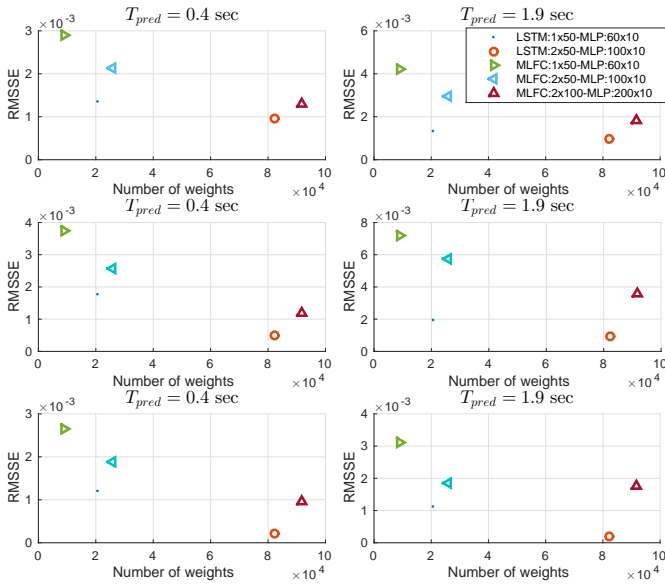 T_pred = 0.4 sec
×10^-3
3
2
1
0
RMSSE
0 2 4 6 8 10
Number of weights
×10^4
T_pred = 1.9 sec
×10^-3
6
4
2
0
RMSSE
0 2 4 6 8 10
Number of weights
×10^4
LSTM:1x50-MLP:60x10
LSTM:2x50-MLP:100x10
MLFC:1x50-MLP:60x10
MLFC:2x50-MLP:100x10
MLFC:2x100-MLP:200x10
T_pred = 0.4 sec
×10^-3
4
3
2
1
0
RMSSE
0 2 4 6 8 10
Number of weights
×10^4
T_pred = 1.9 sec
×10^-3
8
6
4
2
0
RMSSE
0 2 4 6 8 10
Number of weights
×10^4
T_pred = 0.4 sec
×10^-3
3
2
1
0
RMSSE
0 2 4 6 8 10
Number of weights
×10^4
T_pred = 1.9 sec
×10^-3
4
3
2
1
0
RMSSE
0 2 4 6 8 10
Number of weights
×10^4